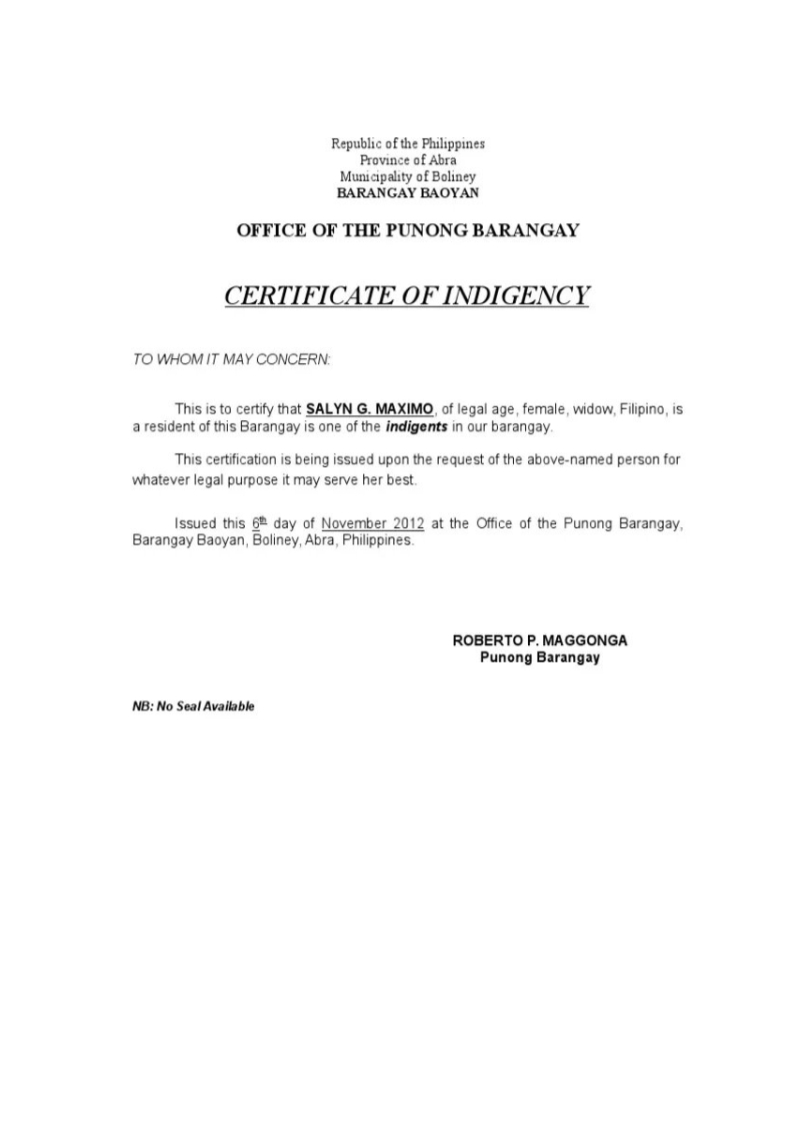 Republic of the Philippines
Province of Abra
Municipality of Boliney
BARANGAY BAOYAN
OFFICE OF THE PUNONG BARANGAY
CERTIFICATE OF INDIGENCY
TO WHOM IT MAY CONCERN:
This is to certify that SALYN G. MAXIMO, of legal age, female, widow, Filipino, is
a resident of this Barangay is one of the indigents in our barangay.
This certification is being issued upon the request of the above-named person for
whatever legal purpose it may serve her best.
Issued this 6th day of November 2012 at the Office of the Punong Barangay,
Barangay Baoyan, Boliney, Abra, Philippines.
ROBERTO P. MAGGONGA
Punong Barangay
NB: No Seal Available